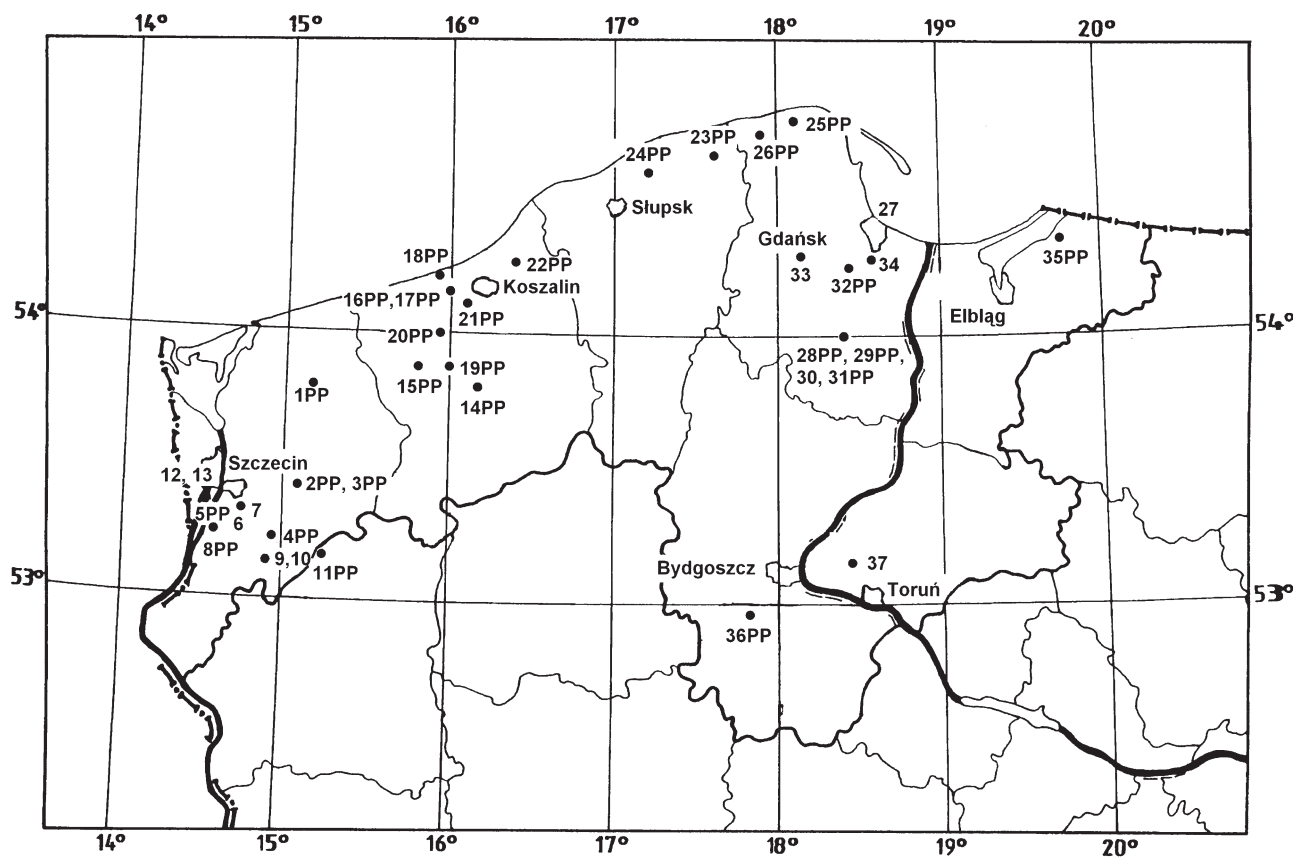 14° 15° 16° 17° 18° 19° 20°
25PP
23PP
26PP
24PP
Słupsk
27
Gdańsk
18PP
22PP
33
34
32PP
35PP
Koszalin
16PP,17PP
21PP
54°
Elbląg
54°
20PP
28PP, 29PP,
30, 31PP
19PP
15PP
1PP
14PP
Szczecin
12, 13
2PP, 3PP
5PP
6
7
8PP
4PP
9,10
11PP
37
Bydgoszcz
53°
Toruń
53°
36PP
14° 15° 16° 17° 18° 19° 20°